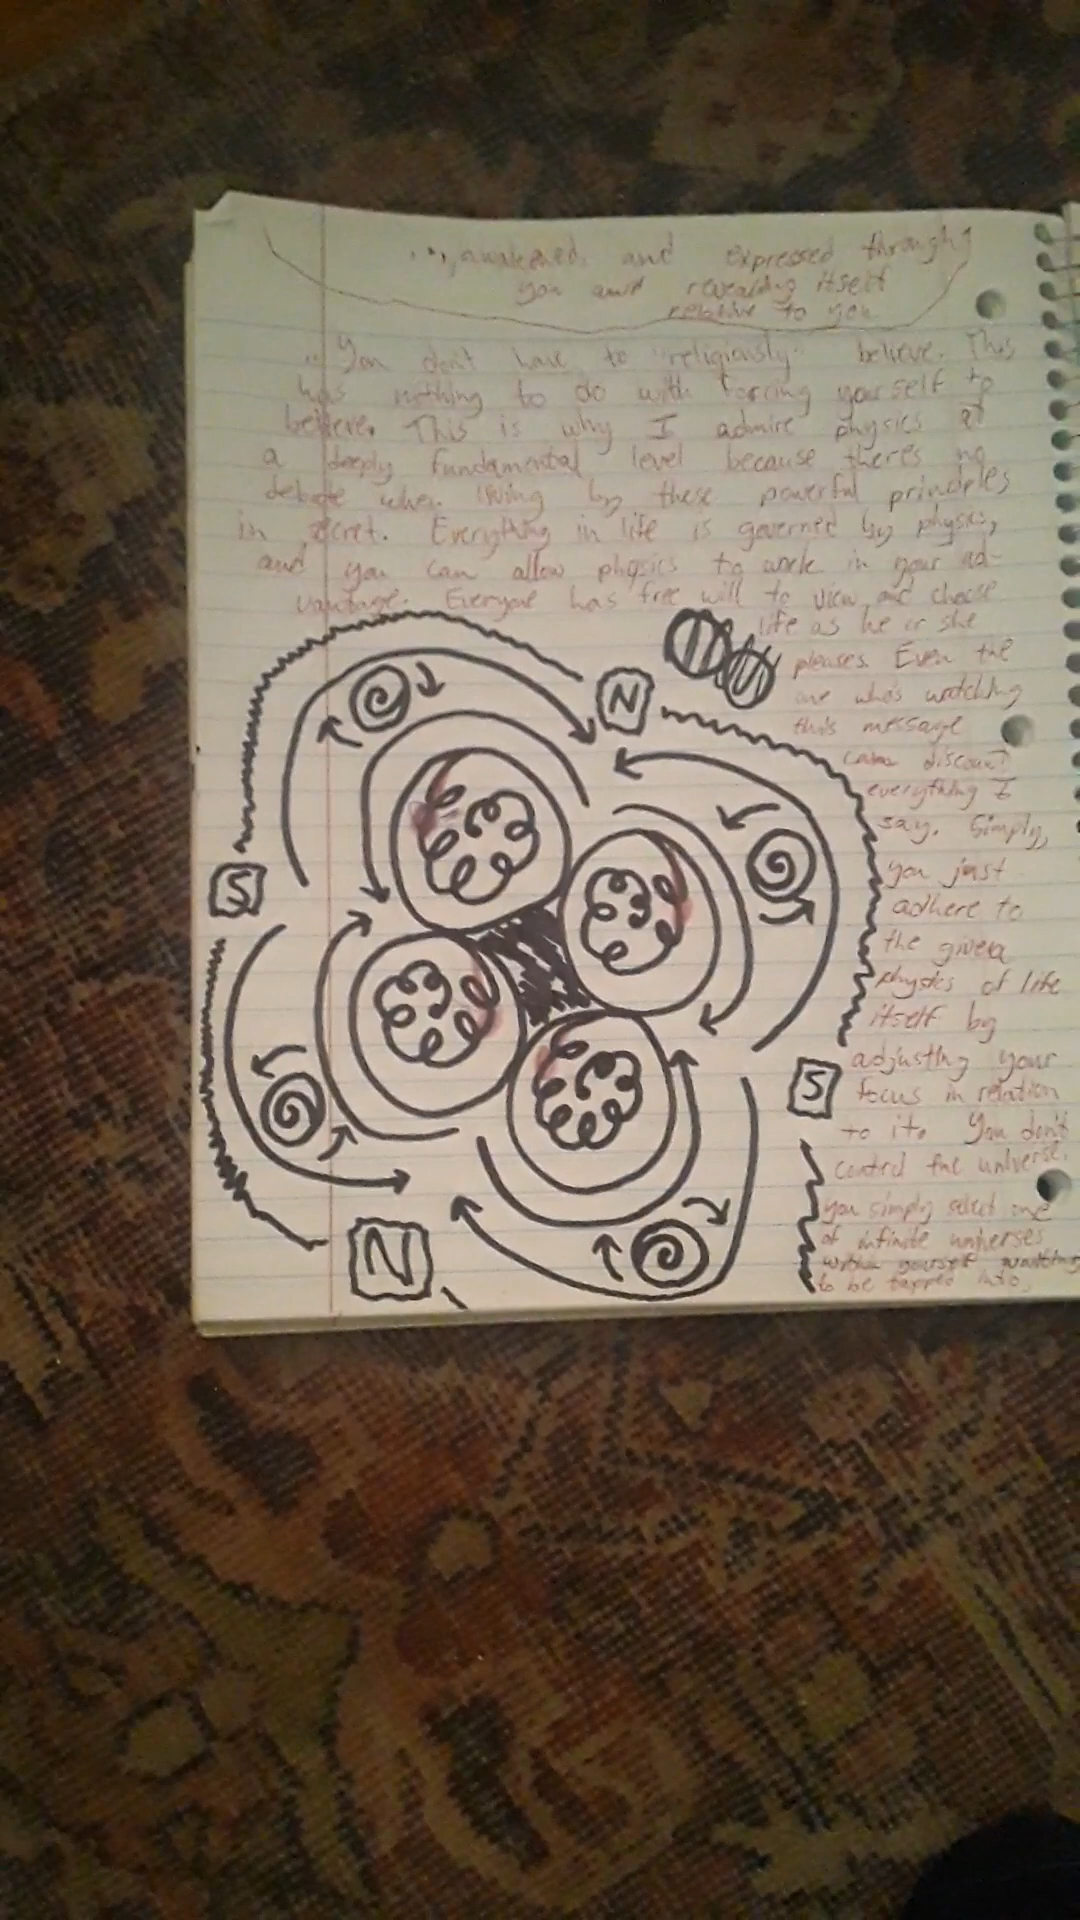 ..., awakened, and expressed through
you and revealing itself
relative to you
... You don't have to "religiously" believe. This
has nothing to do with forcing yourself to
believe. This is why I admire physics at
a deeply fundamental level because theres no
debate when living by these powerful principles
in secret. Everything in life is governed by physics,
and you can allow physics to work in your ad-
vantage. Everyone has free will to view and choose
life as he or she
pleases. Even the
one who's watching
this message
can discount
everything I
say. Simply,
you just
adhere to
the given
physics of life
itself by
adjusting your
focus in relation
to it. You don't
control the universe,
you simply select one
of infinite universes
within yourself waiting
to be tapped into.
N
S
S
N